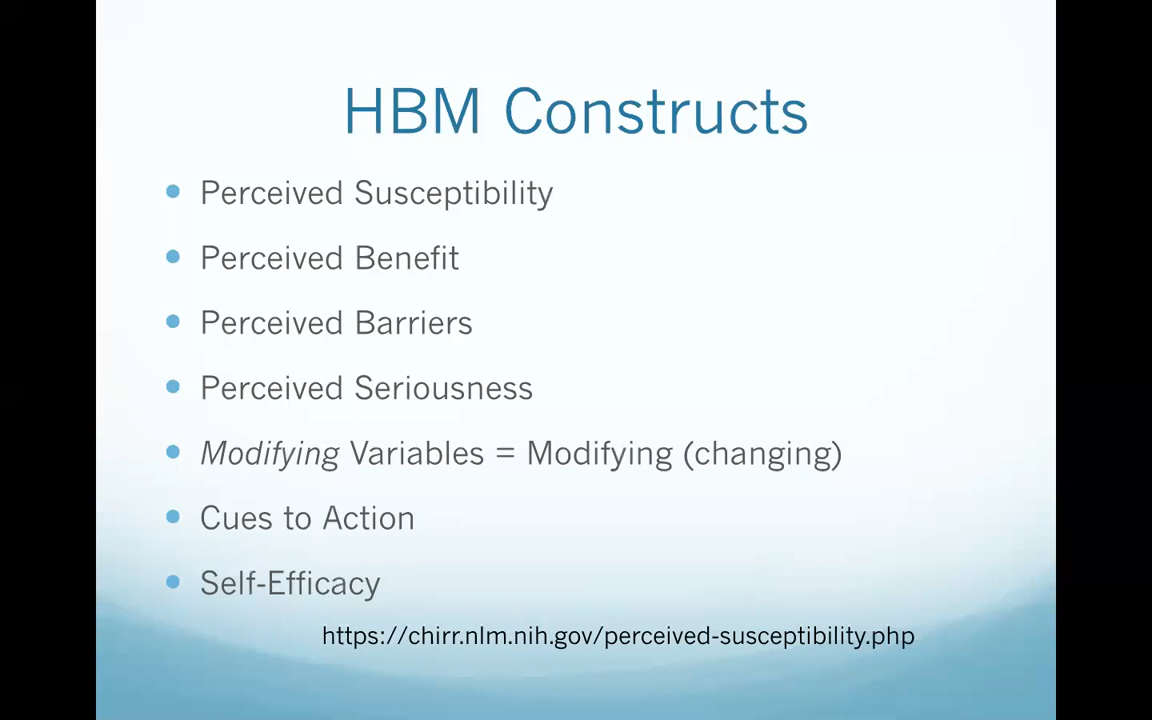 HBM Constructs
Perceived Susceptibility
Perceived Benefit
Perceived Barriers
Perceived Seriousness
Modifying Variables = Modifying (changing)
Cues to Action
Self-Efficacy
https://chirr.nlm.nih.gov/perceived-susceptibility.php